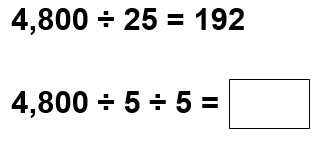 4,800 ÷ 25 = 192
4,800 ÷ 5 ÷ 5 =